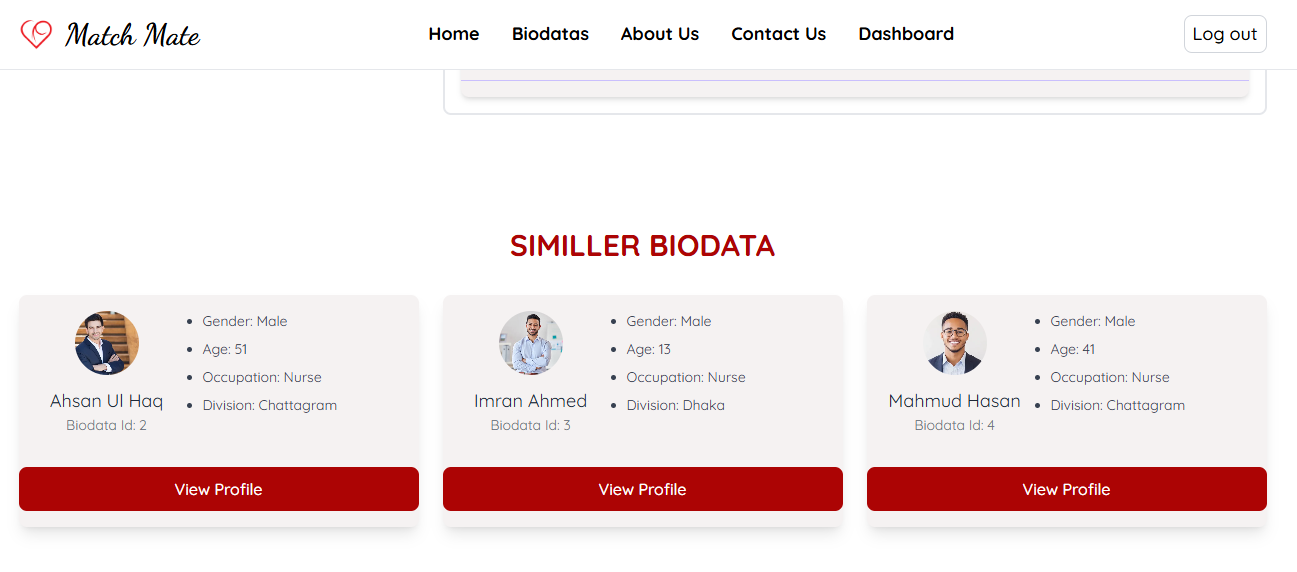 Match Mate
Home Biodatas About Us Contact Us Dashboard
Log out
SIMILLER BIODATA
Ahsan Ul Haq
Biodata Id: 2
Gender: Male
Age: 51
Occupation: Nurse
Division: Chattagram
View Profile
Imran Ahmed
Biodata Id: 3
Gender: Male
Age: 13
Occupation: Nurse
Division: Dhaka
View Profile
Mahmud Hasan
Biodata Id: 4
Gender: Male
Age: 41
Occupation: Nurse
Division: Chattagram
View Profile